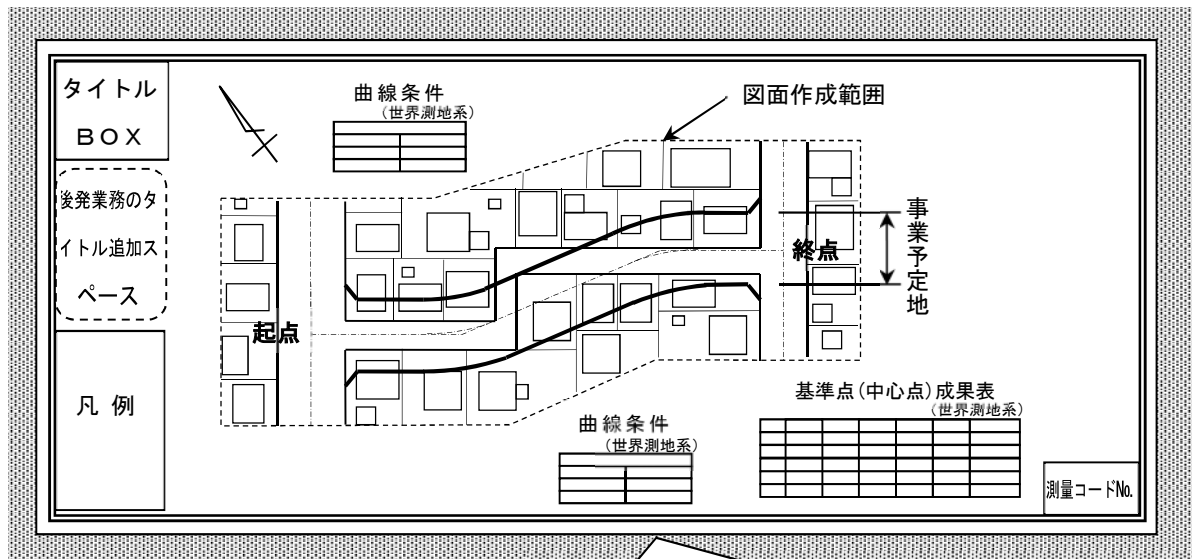 タイトル
ＢＯＸ
後発業務のタ
イトル追加ス
ペース
凡 例
曲線条件
(世界測地系)
図面作成範囲
起点
終点
事業予定地
曲線条件
(世界測地系)
基準点(中心点)成果表
(世界測地系)
測量コードNo.